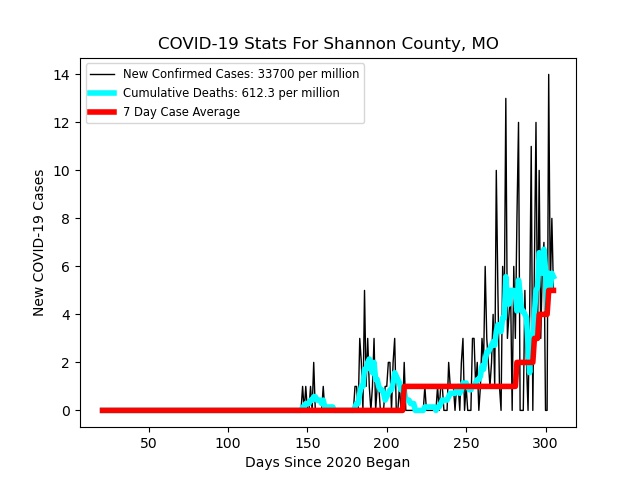 COVID-19 Stats For Shannon County, MO
New Confirmed Cases: 33700 per million
Cumulative Deaths: 612.3 per million
7 Day Case Average
New COVID-19 Cases
14
12
10
8
6
4
2
0
50 100 150 200 250 300
Days Since 2020 Began